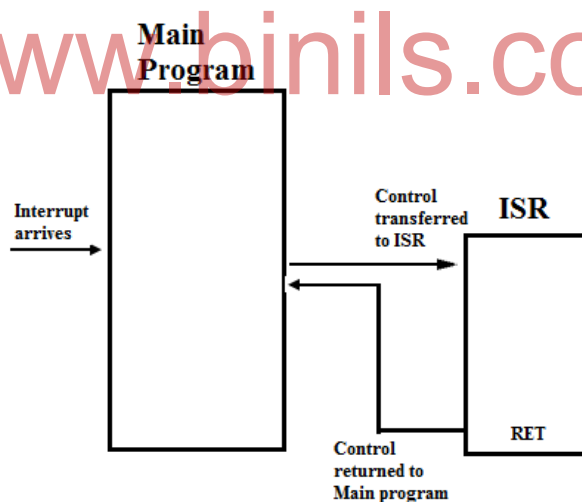 www.binils.co
Main
Program
Interrupt
arrives
Control
transferred
to ISR
ISR
RET
Control
returned to
Main program